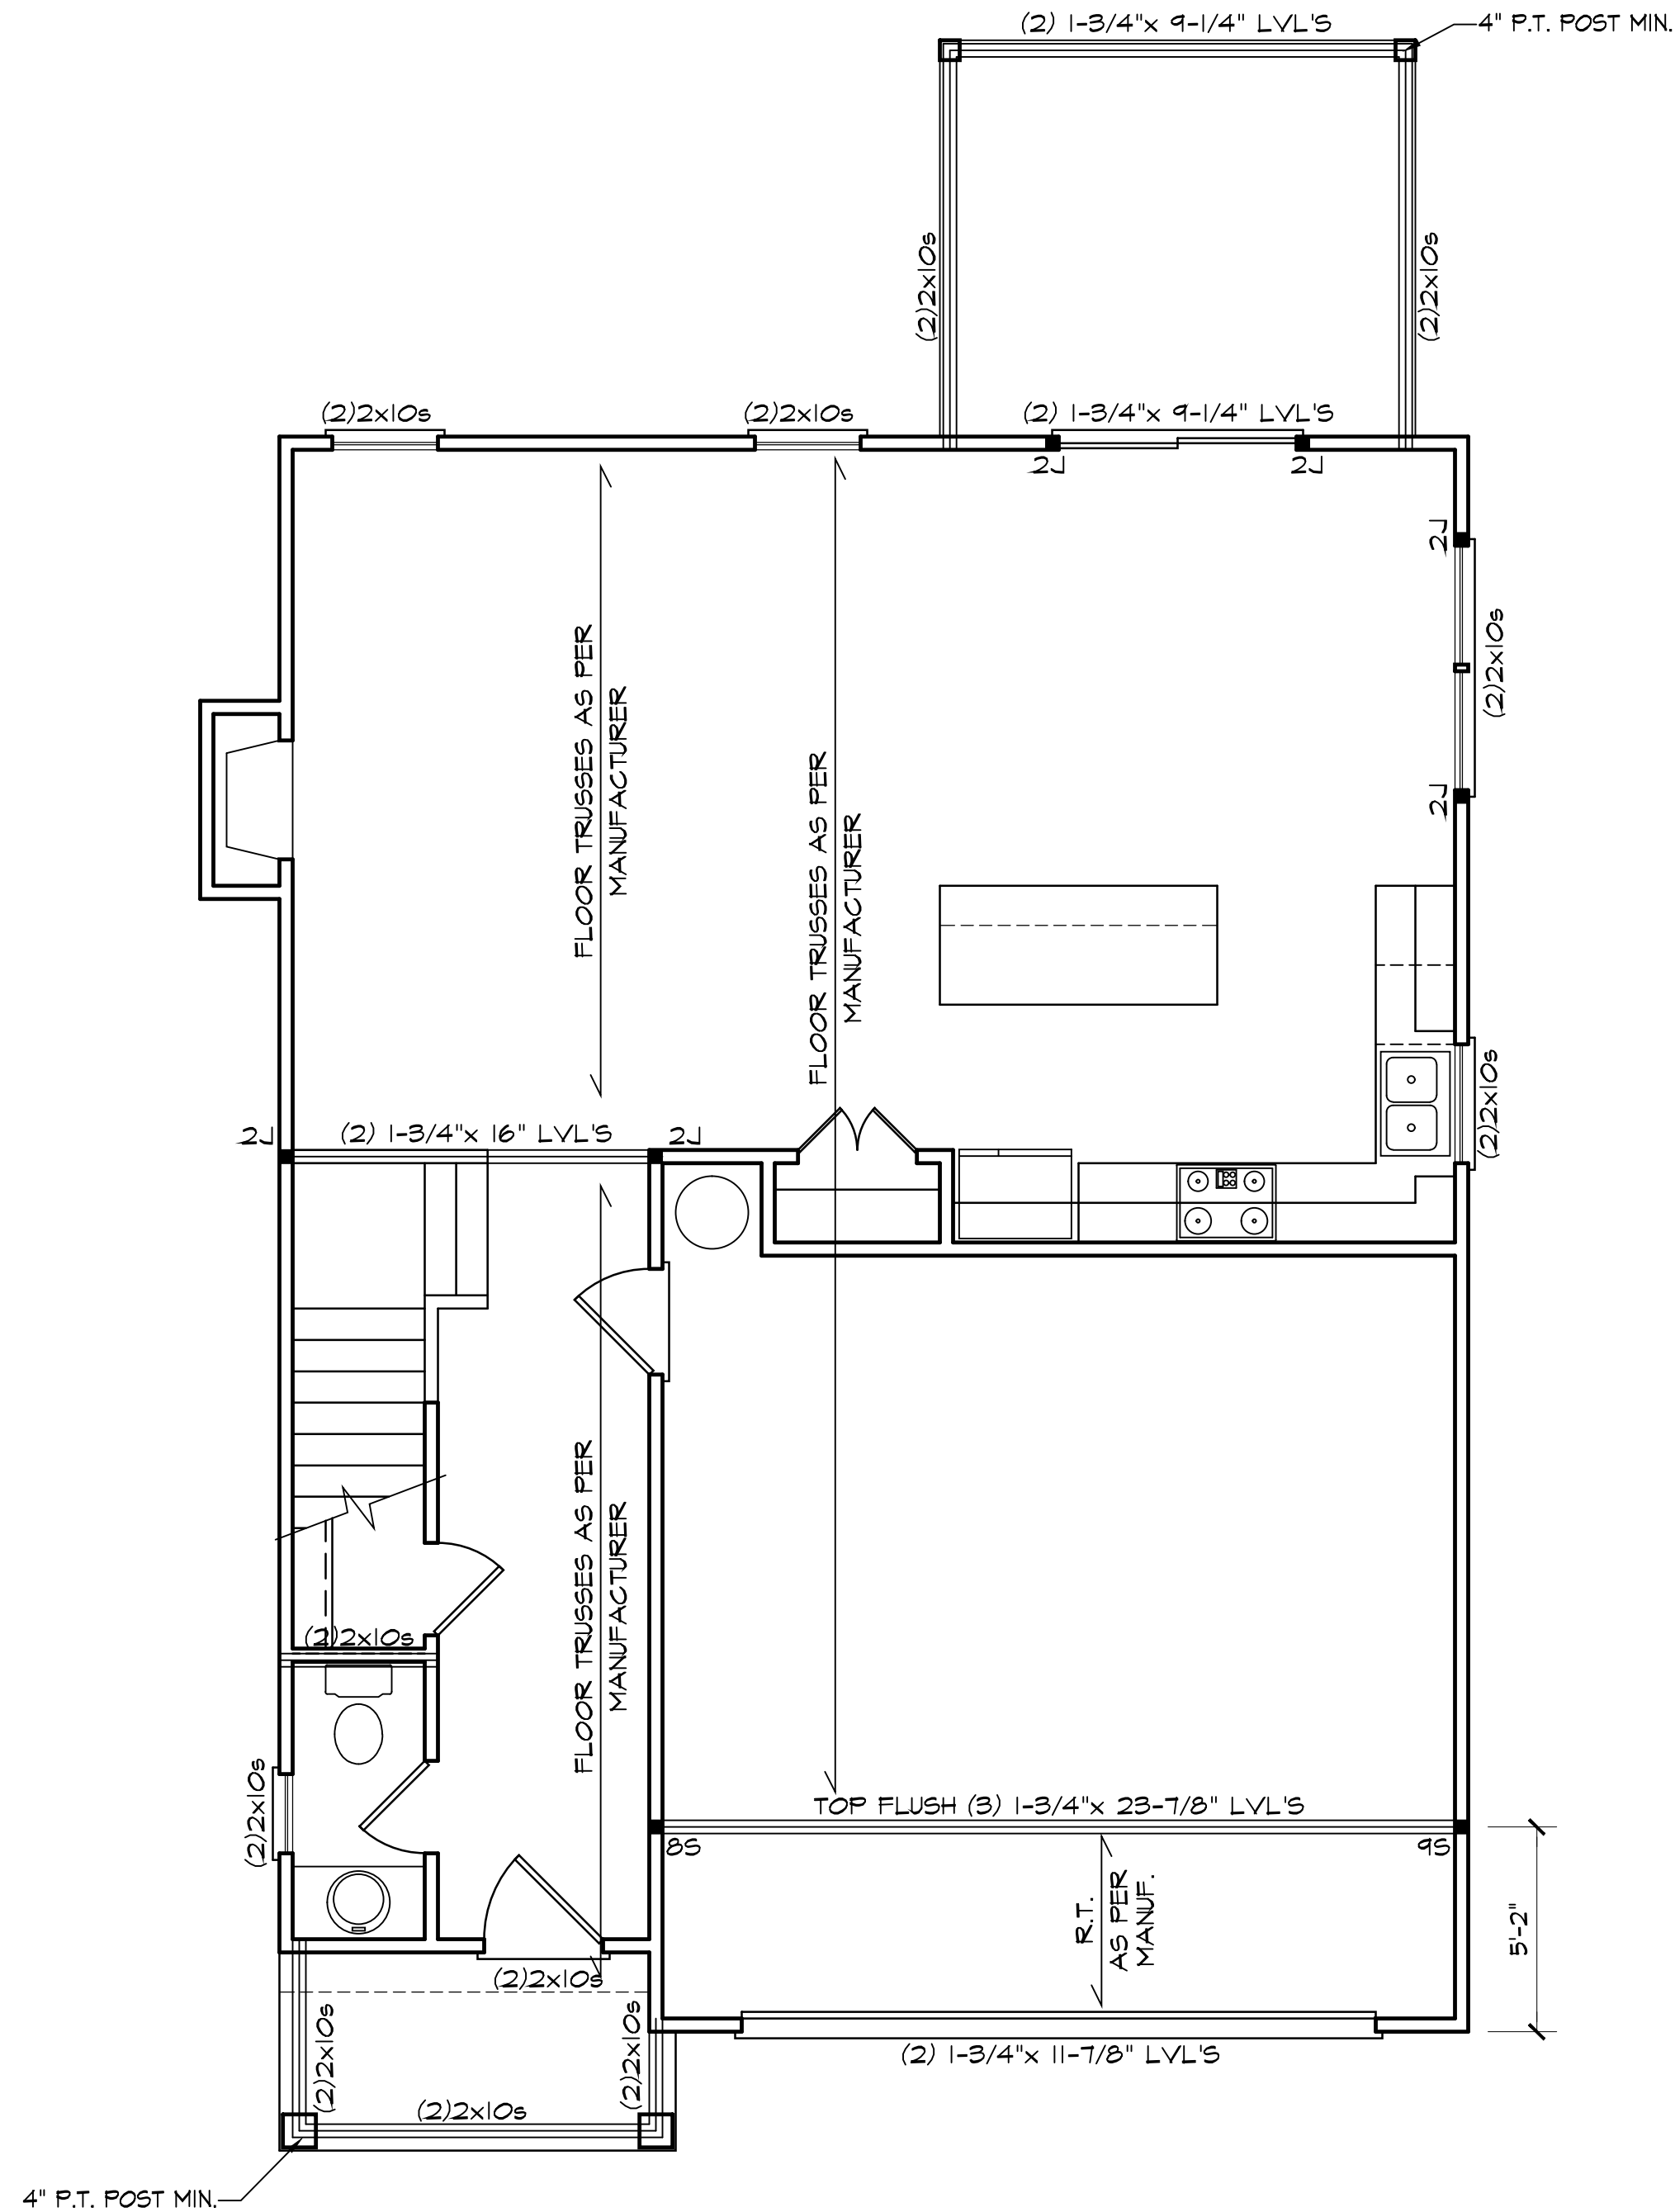 (2) 1-3/4"x 9-1/4" LVL'S
4" P.T. POST MIN.
(2)2x10s
(2)2x10s
(2)2x10s
(2)2x10s
(2) 1-3/4"x 9-1/4" LVL'S
2J
2J
2J
FLOOR TRUSSES AS PER
MANUFACTURER
(2)2x10s
FLOOR TRUSSES AS PER
MANUFACTURER
2J
(2)2x10s
2J
(2) 1-3/4"x 16" LVL'S
2J
FLOOR TRUSSES AS PER
MANUFACTURER
(2)2x10s
(2)2x10s
TOP FLUSH (3) 1-3/4"x 23-7/8" LVL'S
8S
9S
R.T.
AS PER
MANUF.
5'-2"
(2)2x10s
(2)2x10s
(2)2x10s
(2) 1-3/4"x 11-7/8" LVL'S
(2)2x10s
4" P.T. POST MIN.